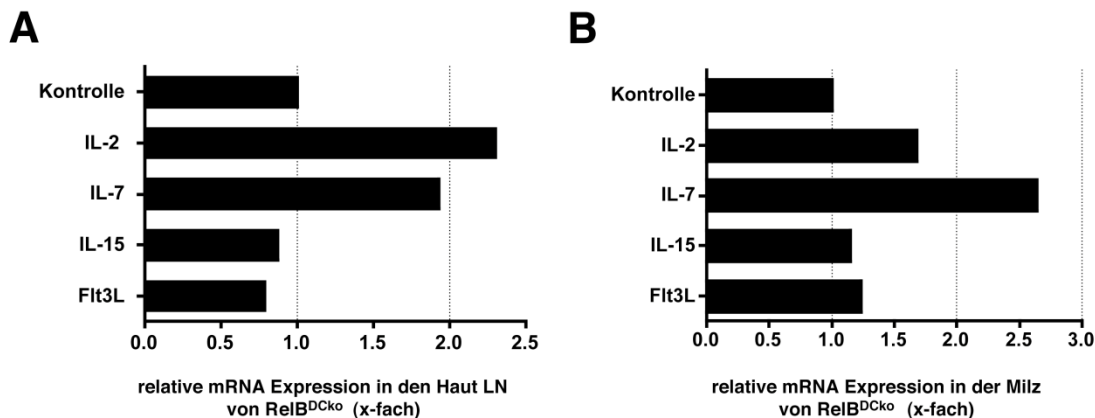 A
Kontrolle
IL-2
IL-7
IL-15
Flt3L
0.0 0.5 1.0 1.5 2.0 2.5
relative mRNA Expression in den Haut LN
von RelB^DCko (x-fach)
B
Kontrolle
IL-2
IL-7
IL-15
Flt3L
0.0 0.5 1.0 1.5 2.0 2.5 3.0
relative mRNA Expression in der Milz
von RelB^DCko (x-fach)